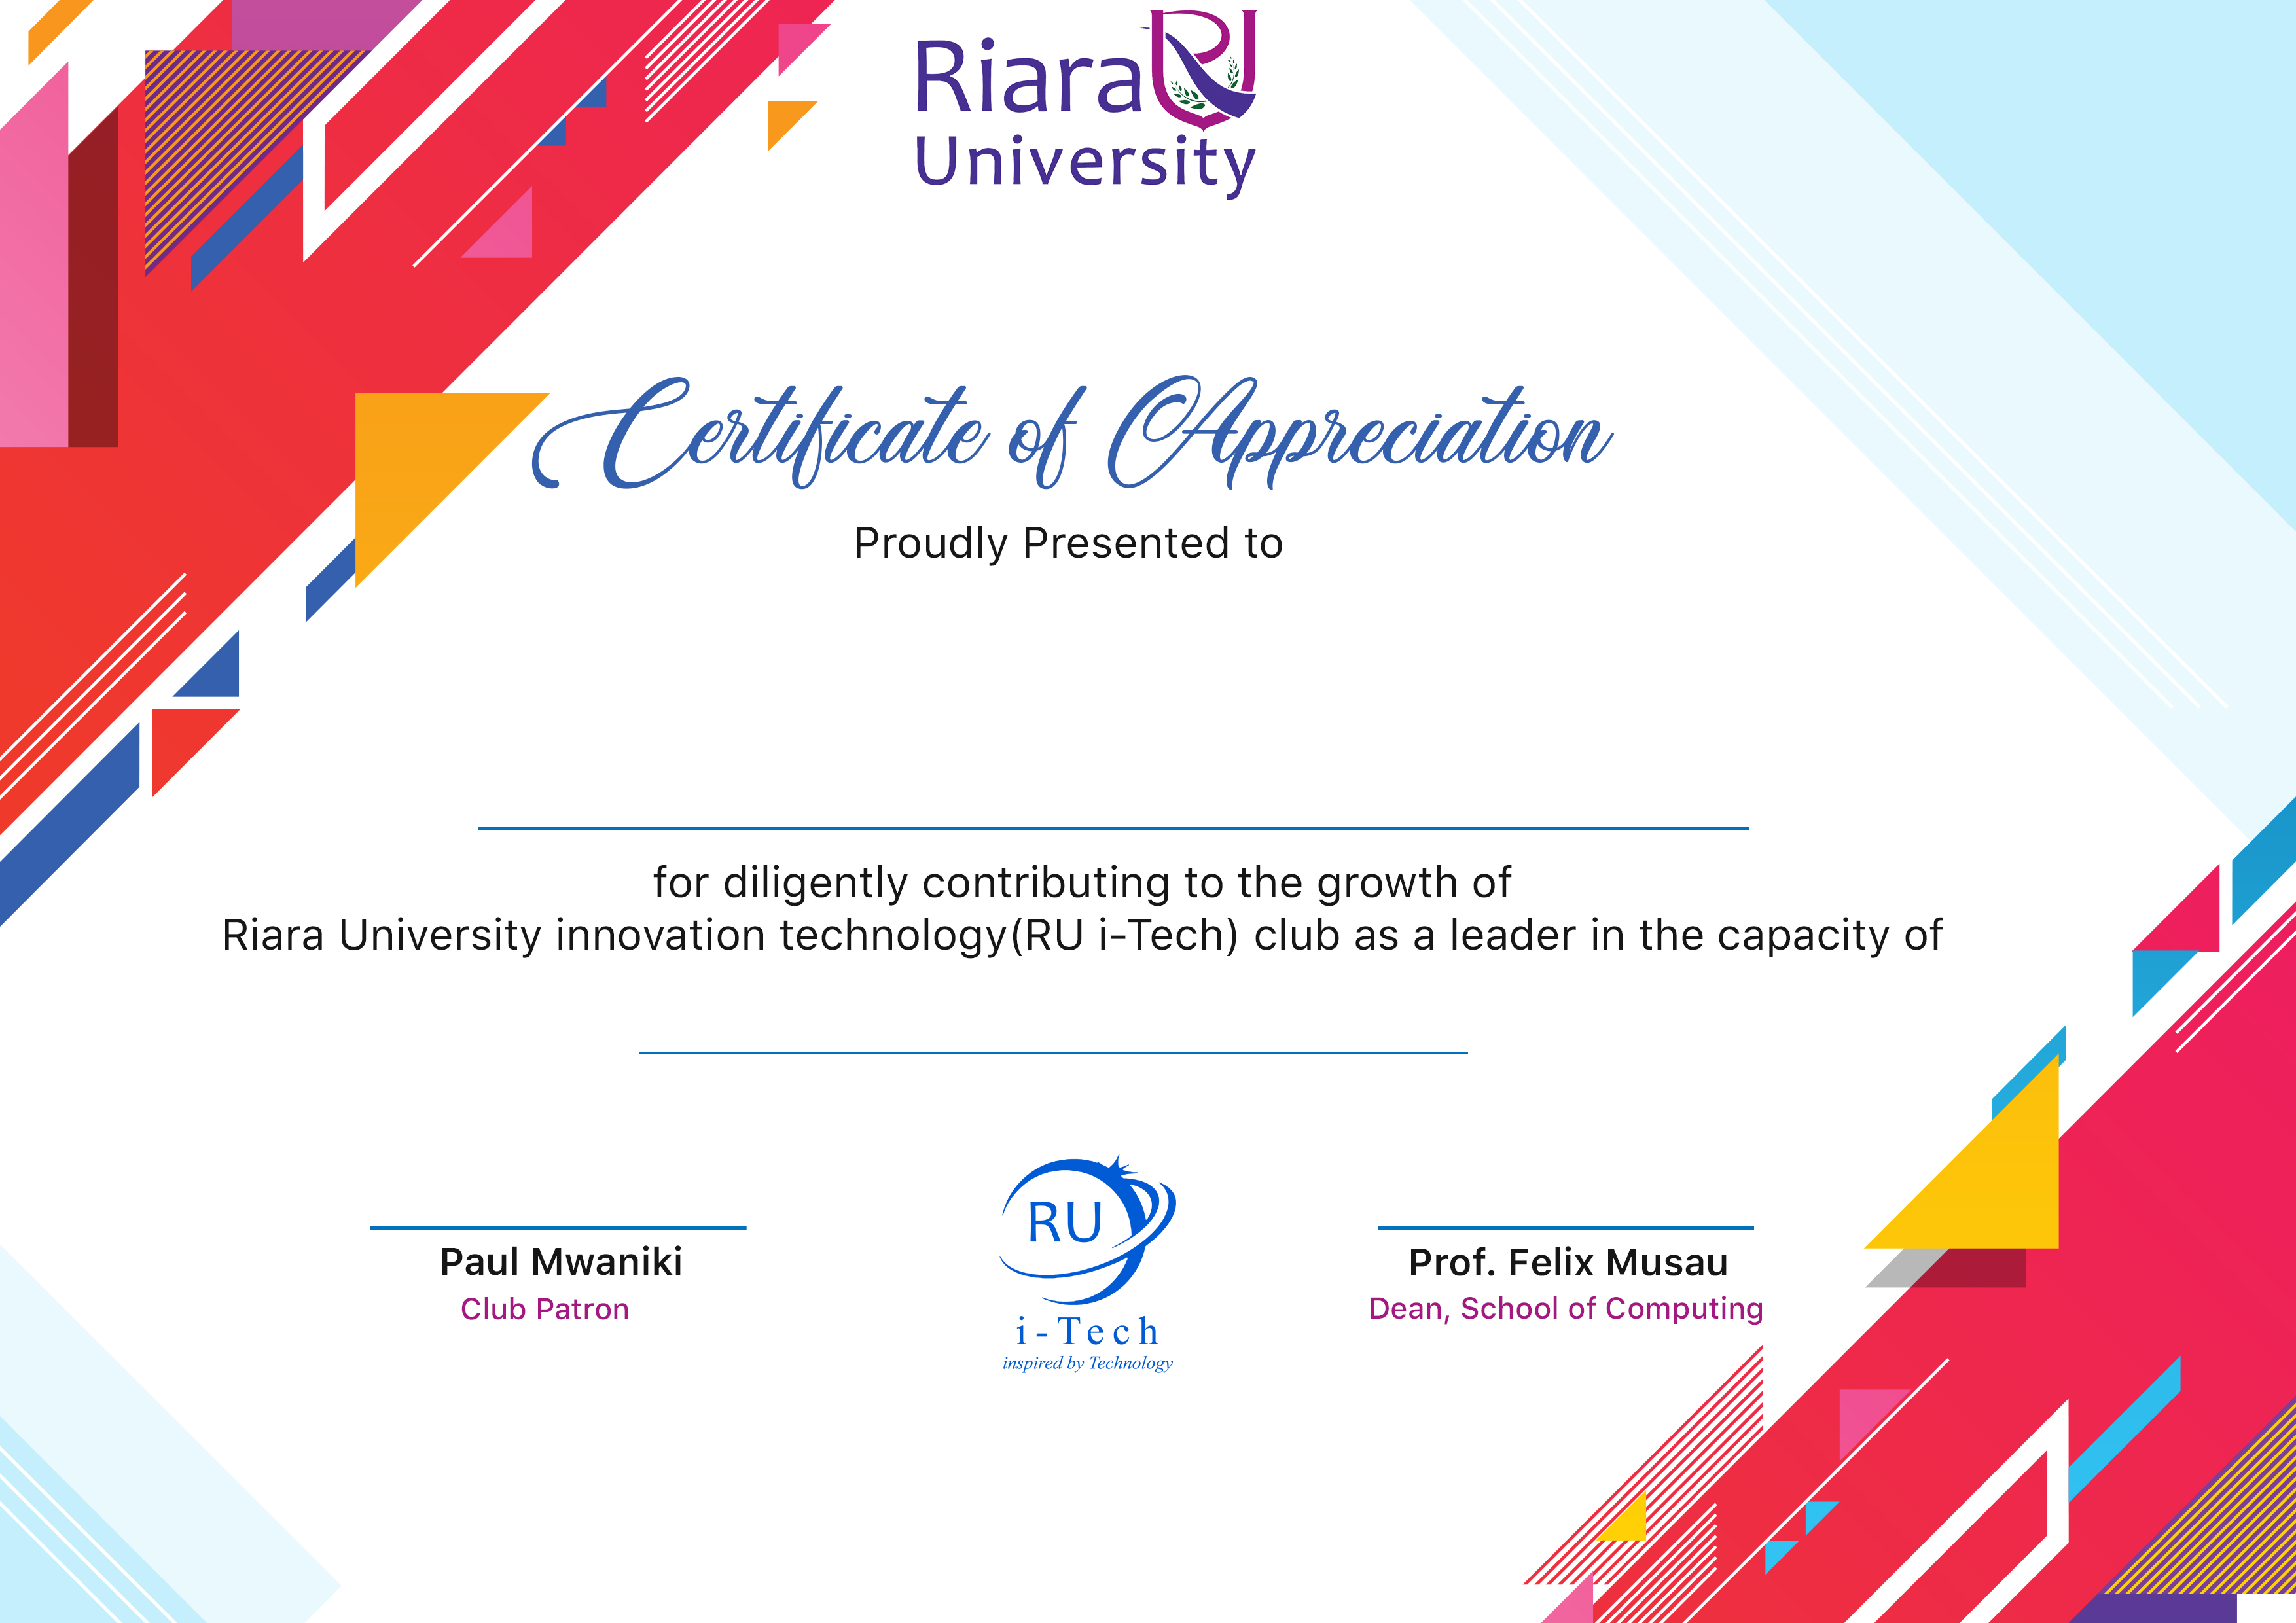 Riara
University
Certificate of Appreciation
Proudly Presented to
for diligently contributing to the growth of
Riara University innovation technology(RU i-Tech) club as a leader in the capacity of
RU
i-Tech
inspired by Technology
Paul Mwaniki
Club Patron
Prof. Felix Musau
Dean, School of Computing